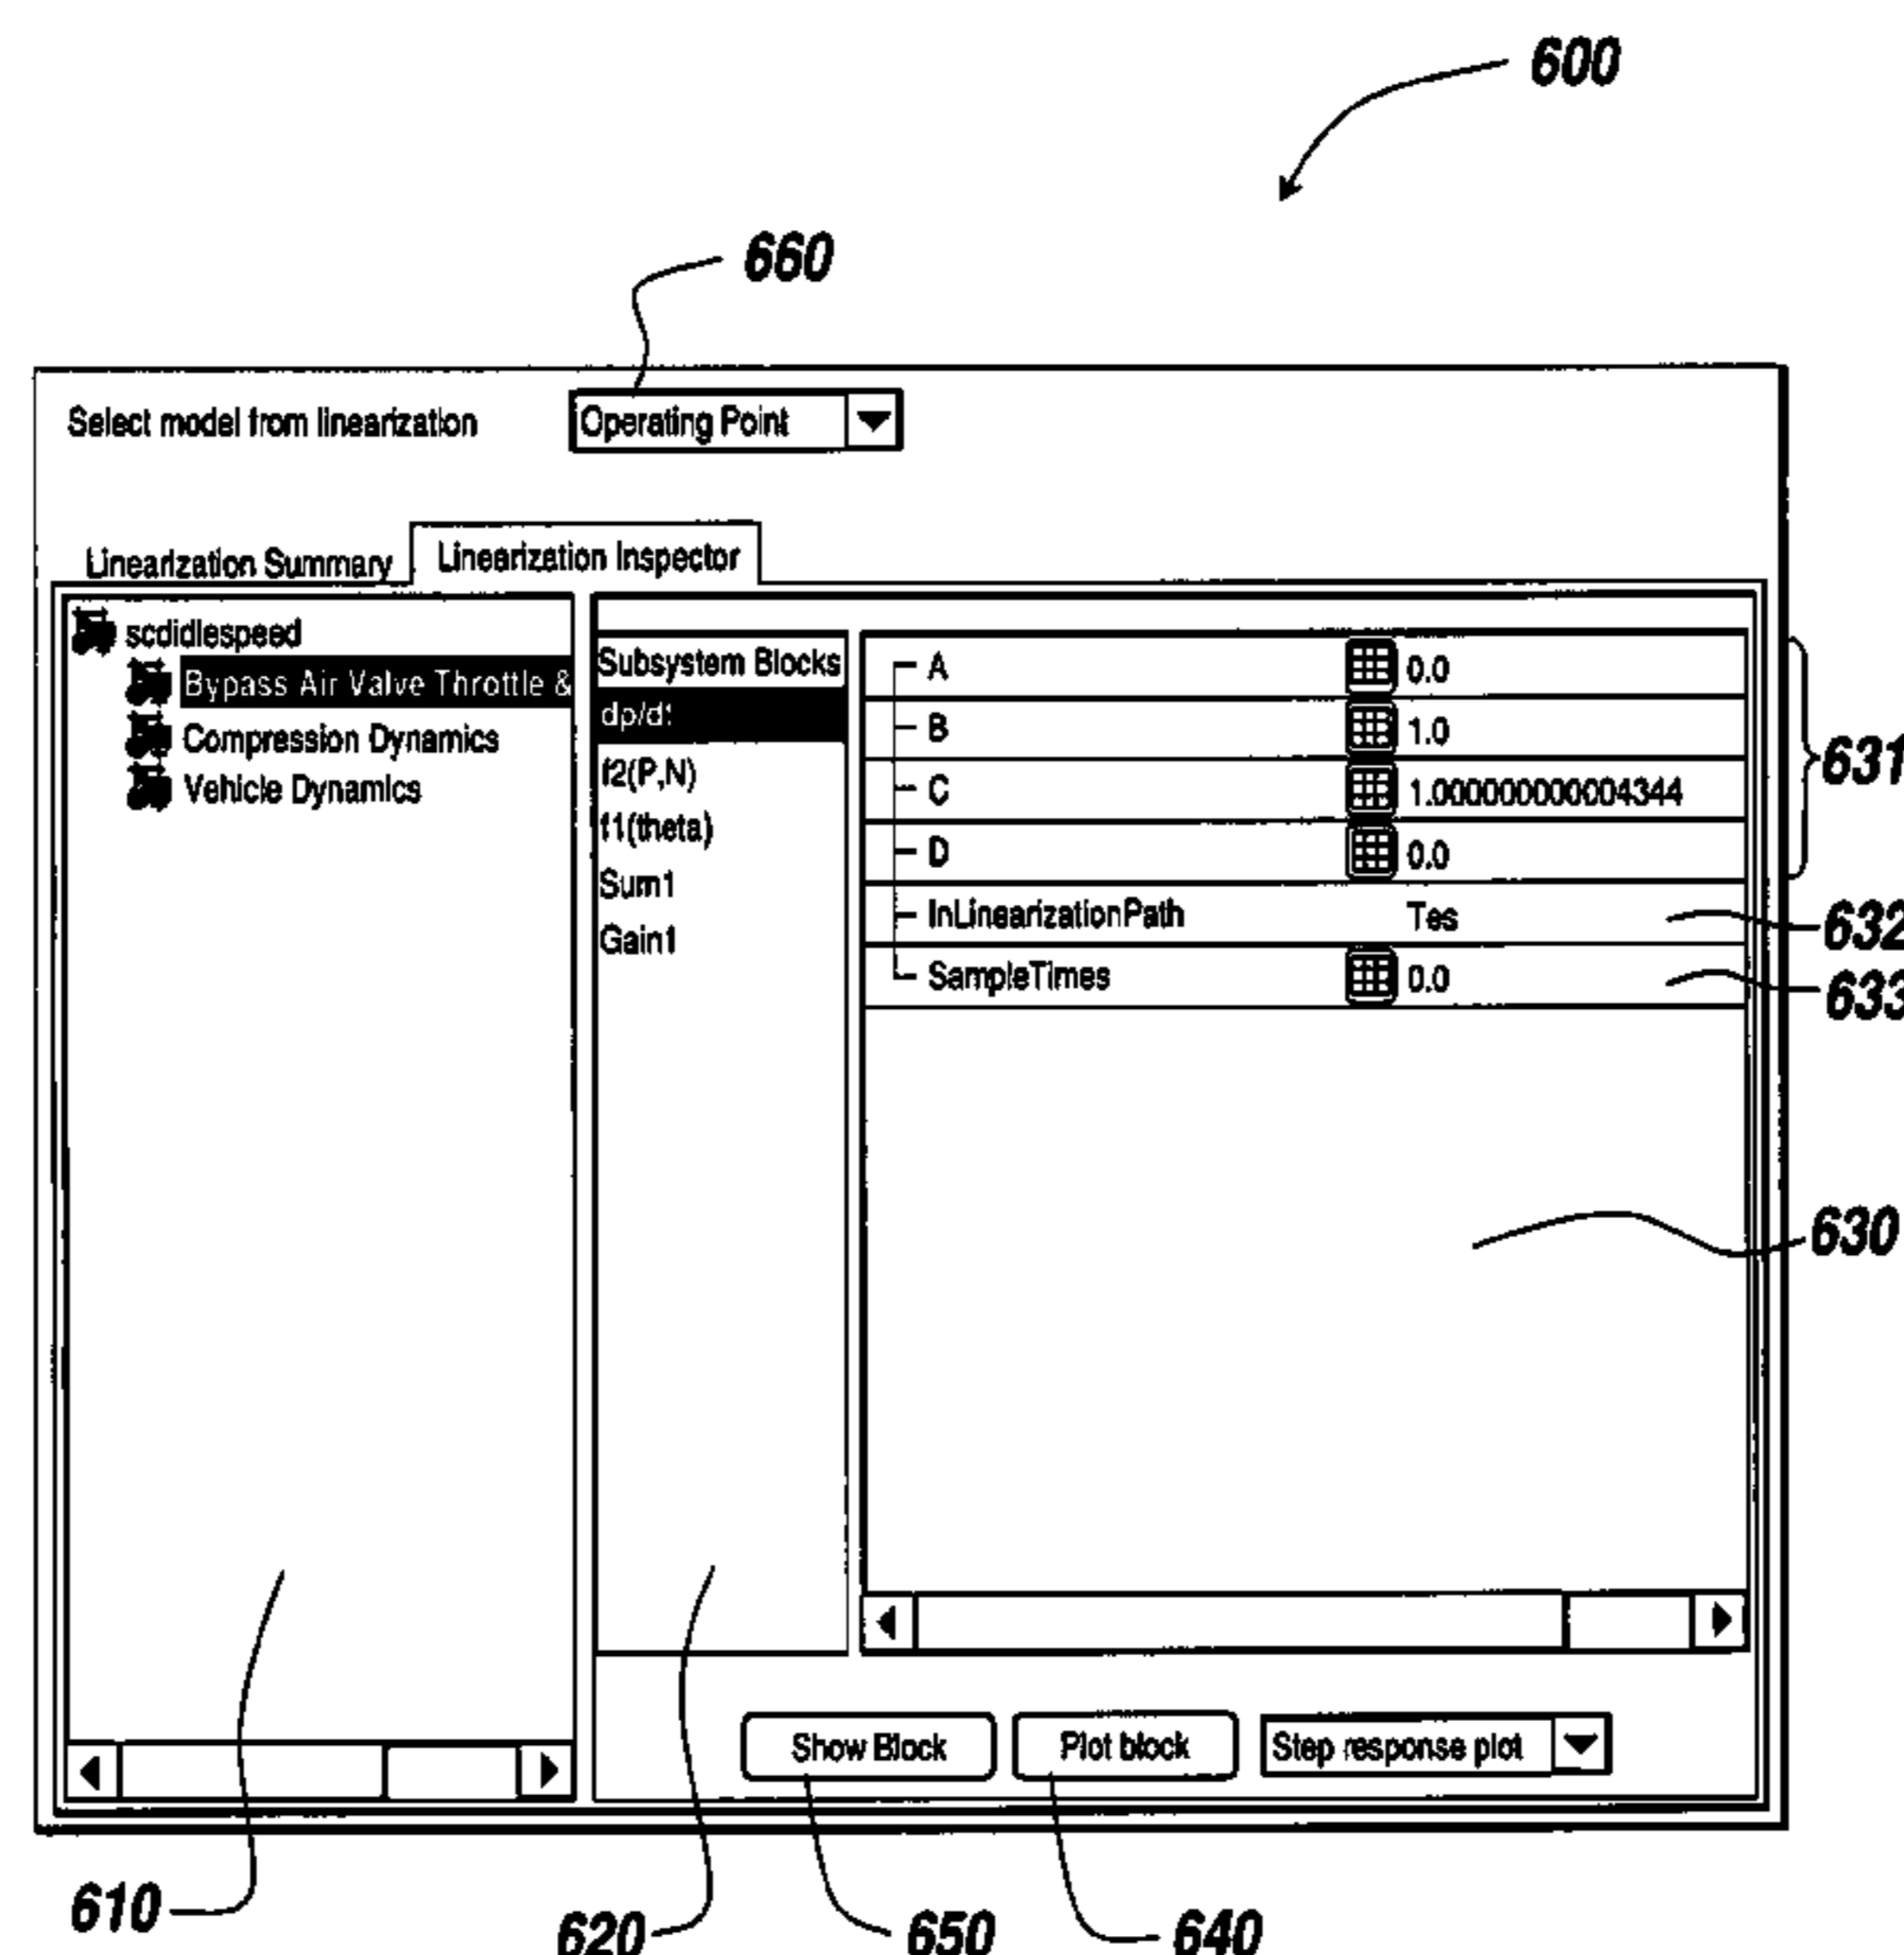 600
660
Select model from linearization
Operating Point
Linearization Summary
Linearization Inspector
scdidlespeed
Bypass Air Valve Throttle &
Compression Dynamics
Vehicle Dynamics
Subsystem Blocks
dp/dt
f2(P,N)
f1(theta)
Sum1
Gain1
A 0.0
B 1.0
C 1.000000000004344
D 0.0
InLinearizationPath Tes
SampleTimes 0.0
631
632
633
630
Show Block
Plot block
Step response plot
610
620
650
640